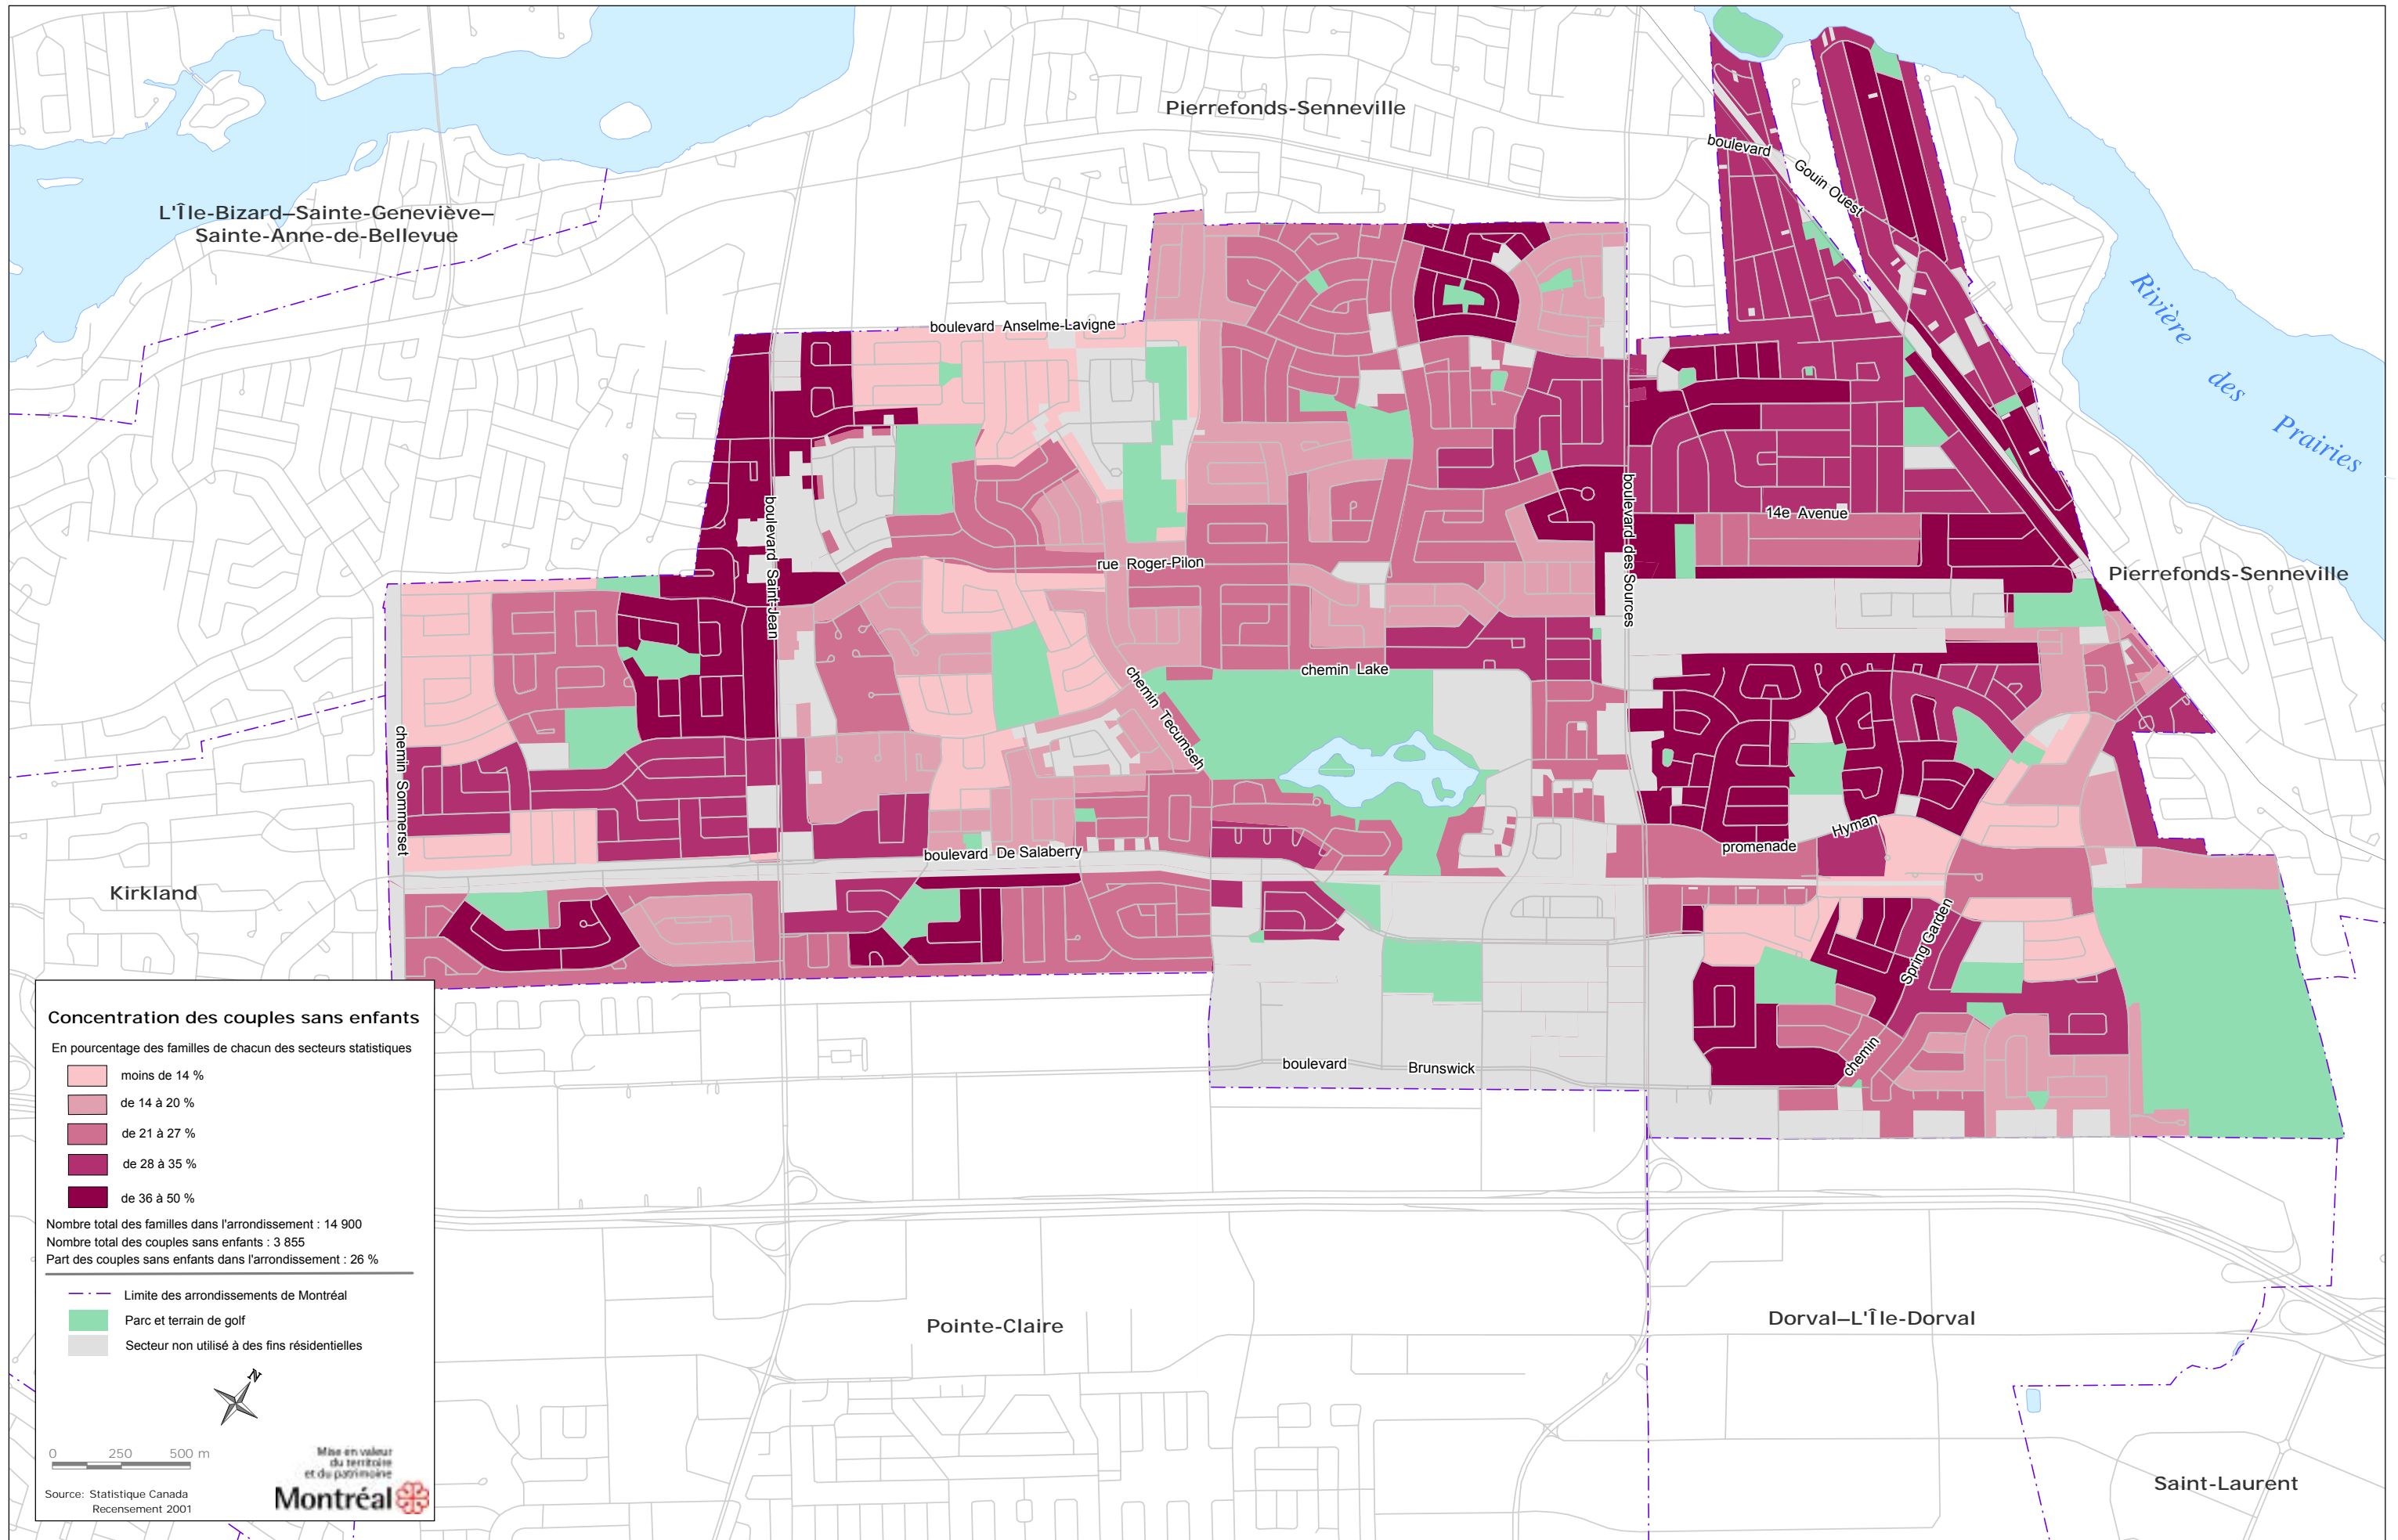 Pierrefonds-Senneville
boulevard
Gouin Ouest
L'Île-Bizard–Sainte-Geneviève–
Sainte-Anne-de-Bellevue
Rivière
des
Prairies
boulevard Anselme-Lavigne
boulevard Saint-Jean
boulevard des Sources
14e Avenue
rue Roger-Pilon
Pierrefonds-Senneville
chemin Lake
chemin Tecumseh
chemin Sommerset
promenade
Hyman
boulevard De Salaberry
Kirkland
Spring Garden
chemin
boulevard
Brunswick
Concentration des couples sans enfants
En pourcentage des familles de chacun des secteurs statistiques
moins de 14 %
de 14 à 20 %
de 21 à 27 %
de 28 à 35 %
de 36 à 50 %
Nombre total des familles dans l'arrondissement : 14 900
Nombre total des couples sans enfants : 3 855
Part des couples sans enfants dans l'arrondissement : 26 %
Limite des arrondissements de Montréal
Parc et terrain de golf
Secteur non utilisé à des fins résidentielles
N
0 250 500 m
Mise en valeur
du territoire
et du patrimoine
Montréal
Source: Statistique Canada
Recensement 2001
Pointe-Claire
Dorval–L'Île-Dorval
Saint-Laurent